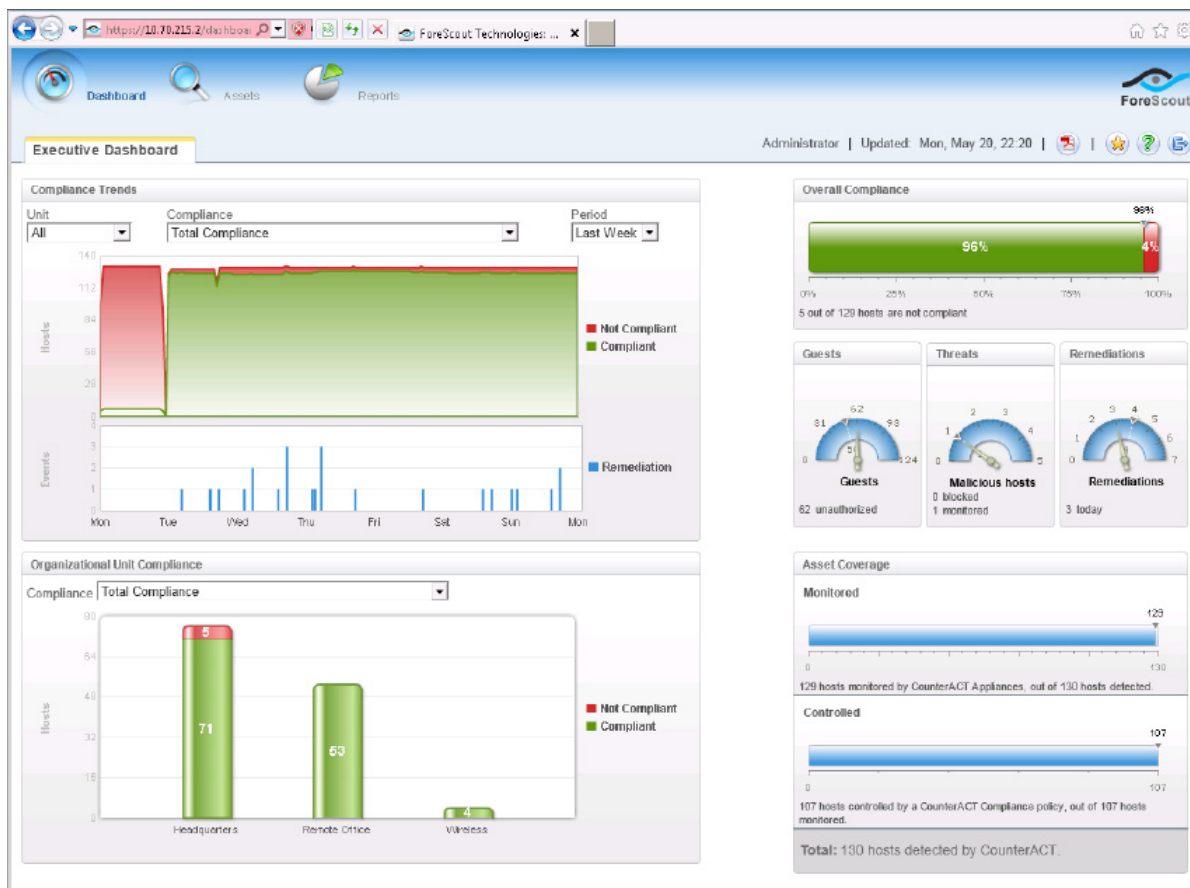 https://10.70.215.2/dashboar
ForeScout Technologies: ...
Dashboard
Assets
Reports
ForeScout
Executive Dashboard
Administrator | Updated: Mon, May 20, 22:20 |
Compliance Trends
Unit
Compliance
Period
All
Total Compliance
Last Week
140
112
84
56
28
0
Hosts
Not Compliant
Compliant
4
3
2
1
0
Events
Remediation
Mon
Tue
Wed
Thu
Fri
Sat
Sun
Mon
Organizational Unit Compliance
Compliance Total Compliance
80
64
48
32
16
0
Hosts
5
71
53
4
Headquarters
Remote Office
Wireless
Not Compliant
Compliant
Overall Compliance
96%
96%
4%
0%
25%
50%
75%
100%
5 out of 129 hosts are not compliant
Guests
0
31
62
93
124
Guests
62 unauthorized
Threats
0
1
2
3
4
5
Malicious hosts
0 blocked
1 monitored
Remediations
0
1
2
3
4
5
6
7
Remediations
3 today
Asset Coverage
Monitored
129
0
130
129 hosts monitored by CounterACT Appliances, out of 130 hosts detected.
Controlled
107
0
107
107 hosts controlled by a CounterACT Compliance policy, out of 107 hosts
monitored.
Total: 130 hosts detected by CounterACT.